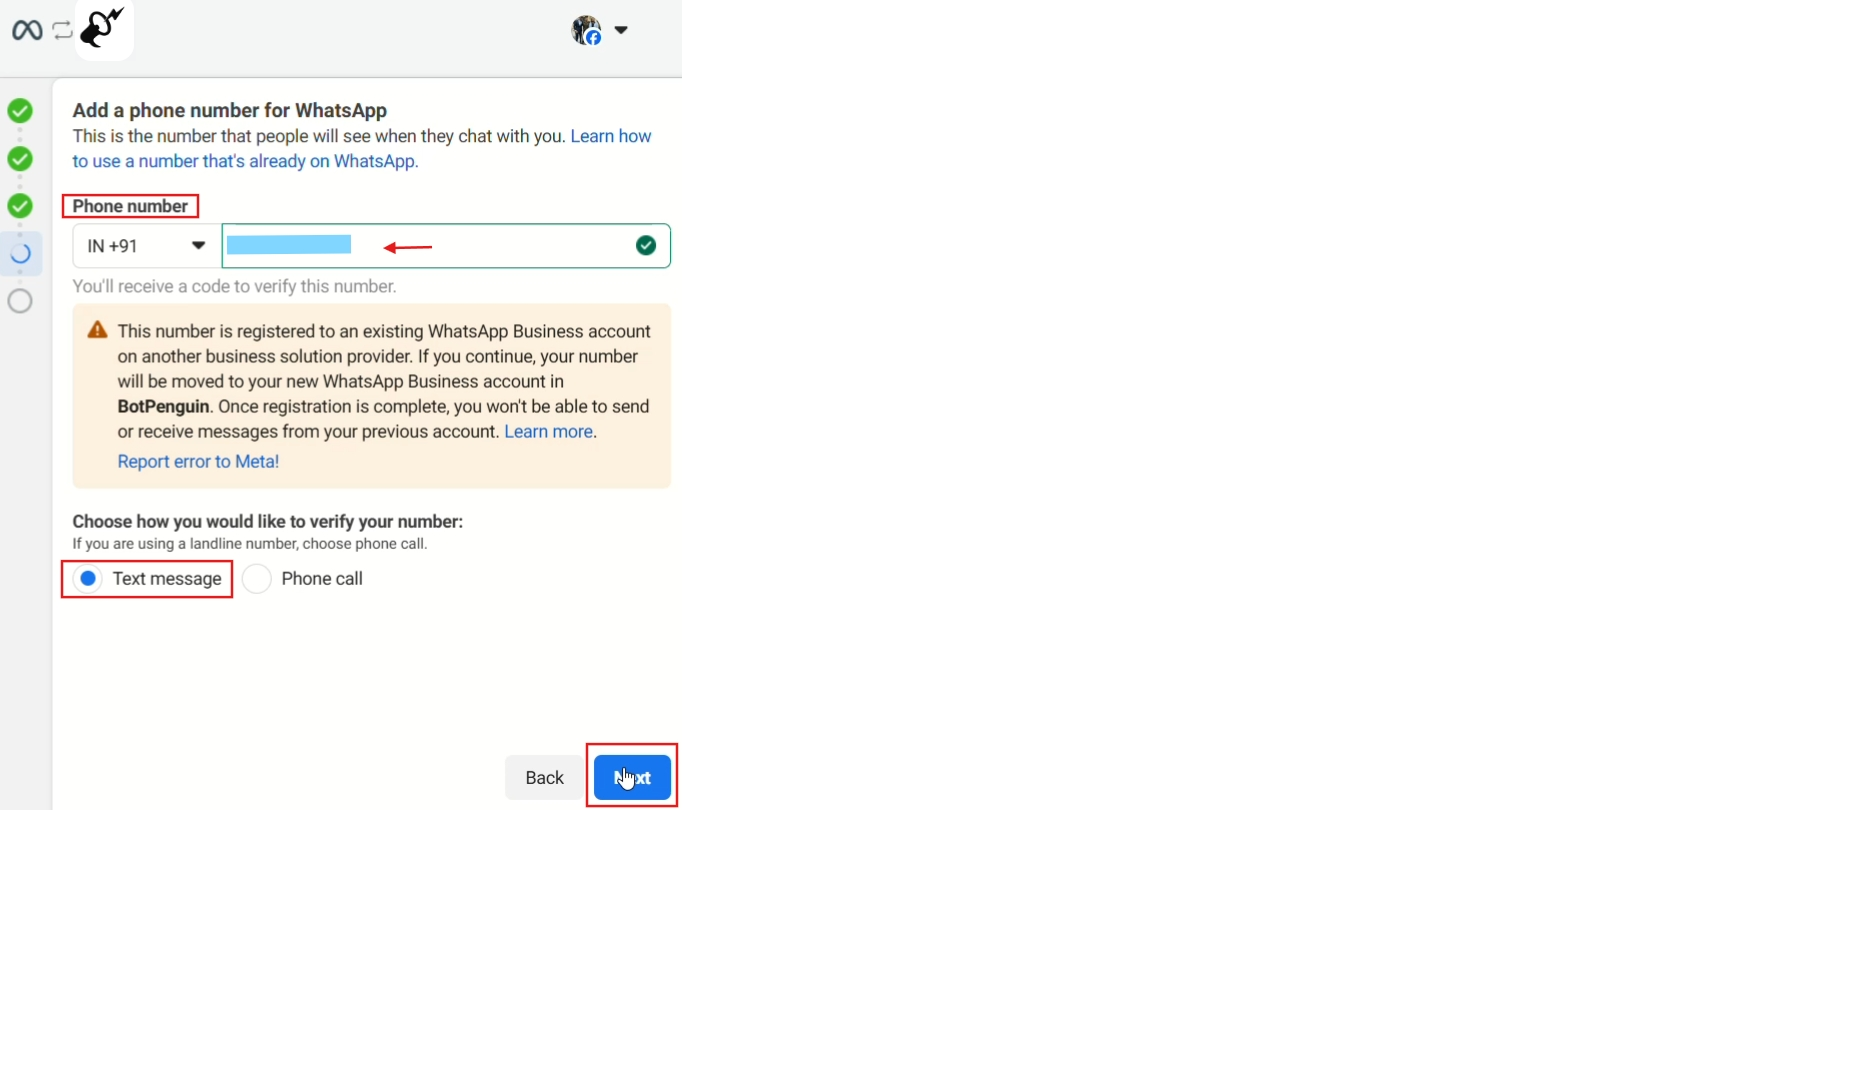 Add a phone number for WhatsApp
This is the number that people will see when they chat with you. Learn how
to use a number that's already on WhatsApp.
Phone number
IN +91
You'll receive a code to verify this number.
This number is registered to an existing WhatsApp Business account
on another business solution provider. If you continue, your number
will be moved to your new WhatsApp Business account in
BotPenguin. Once registration is complete, you won't be able to send
or receive messages from your previous account. Learn more.
Report error to Meta!
Choose how you would like to verify your number:
If you are using a landline number, choose phone call.
Text message Phone call
Back Next